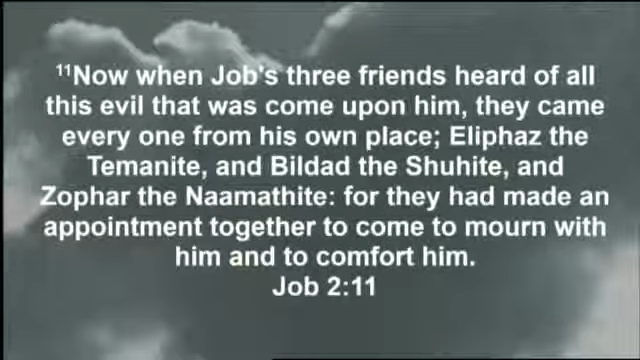 ¹¹Now when Job's three friends heard of all
this evil that was come upon him, they came
every one from his own place; Eliphaz the
Temanite, and Bildad the Shuhite, and
Zophar the Naamathite: for they had made an
appointment together to come to mourn with
him and to comfort him.
Job 2:11